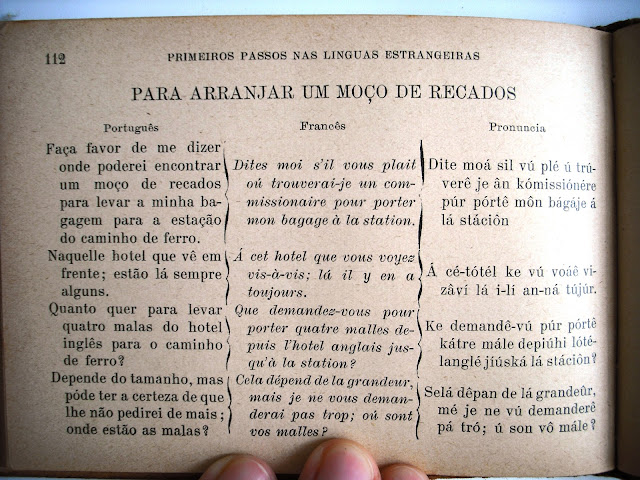 112 PRIMEIROS PASSOS NAS LINGUAS ESTRANGEIRAS
PARA ARRANJAR UM MOÇO DE RECADOS
Português
Faça favor de me dizer
onde poderei encontrar
um moço de recados
para levar a minha ba-
gagem para a estação
do caminho de ferro.
Naquelle hotel que vê em
frente; estão lá sempre
alguns.
Quanto quer para levar
quatro malas do hotel
inglês para o caminho
de ferro?
Depende do tamanho, mas
póde ter a certeza de que
lhe não pedirei de mais;
onde estão as malas?
Francês
Dites moi s'il vous plait
oú trouverai-je un com-
missionaire pour porter
mon bagage à la station.
Á cet hotel que vous voyez
vis-à-vis; lá il y en a
toujours.
Que demandez-vous pour
porter quatre malles de-
puis l'hotel anglais jus-
qu'à la station?
Cela dépend de la grandeur,
mais je ne vous deman-
derai pas trop; oú sont
vos malles?
Pronuncia
Dite moá sil vú plé ú trú-
verê je ân kómissiónére
púr pórtê môn bágáje á
lá stáciôn
Á cé-tótél ke vú voáê vi-
zâví lá i-lí an-ná tújúr.
Ke demandê-vú púr pórtê
kátre mále depiúhi lóté-
langlé jiúská lá stáciôn?
Selá dêpan de lá grandeûr,
mé je ne vú demanderê
pá tró; ú son vô mále?